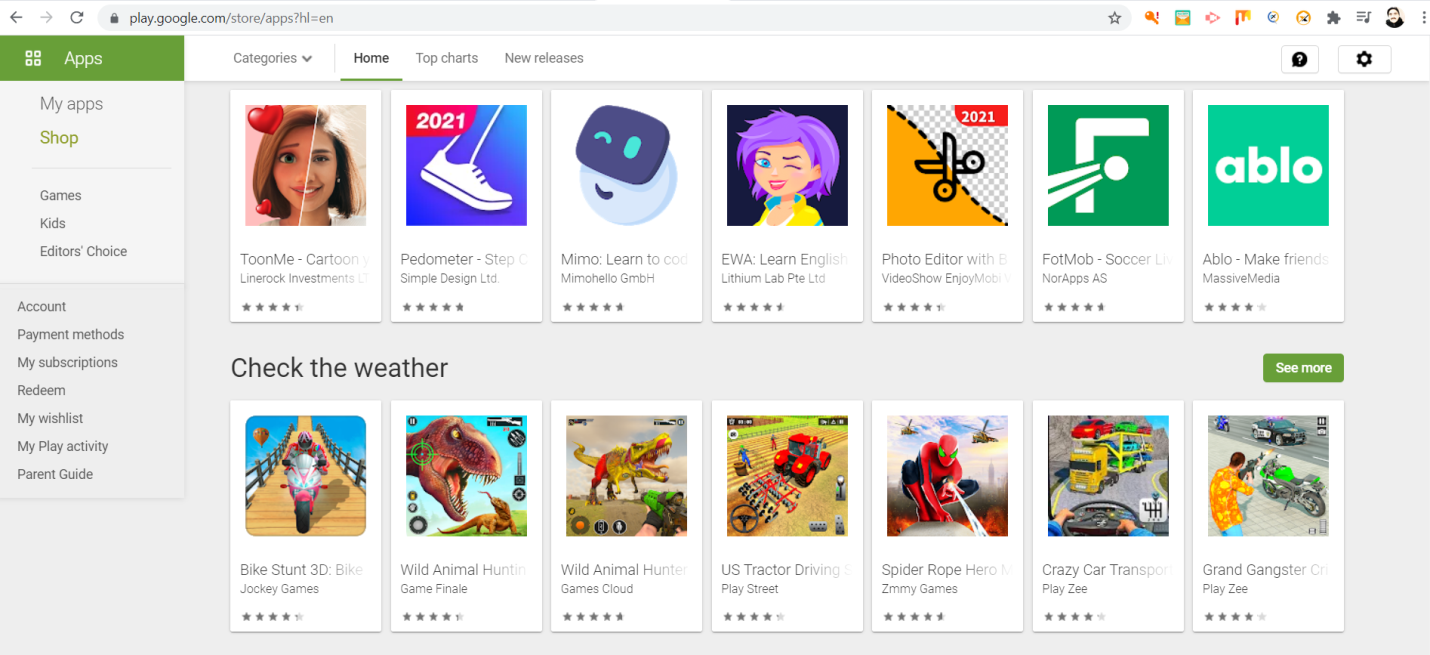 play.google.com/store/apps?hl=en
Apps
Categories
Home
Top charts
New releases
My apps
Shop
Games
Kids
Editors' Choice
Account
Payment methods
My subscriptions
Redeem
My wishlist
My Play activity
Parent Guide
2021
2021
ablo
ToonMe - Cartoon y
Linerock Investments LT
Pedometer - Step C
Simple Design Ltd.
Mimo: Learn to cod
Mimohello GmbH
EWA: Learn English
Lithium Lab Pte Ltd
Photo Editor with B
VideoShow EnjoyMobi V
FotMob - Soccer Liv
NorApps AS
Ablo - Make friends
MassiveMedia
Check the weather
See more
Bike Stunt 3D: Bike
Jockey Games
Wild Animal Huntin
Game Finale
Wild Animal Hunter
Games Cloud
US Tractor Driving S
Play Street
Spider Rope Hero M
Zmmy Games
Crazy Car Transport
Play Zee
Grand Gangster Cri
Play Zee